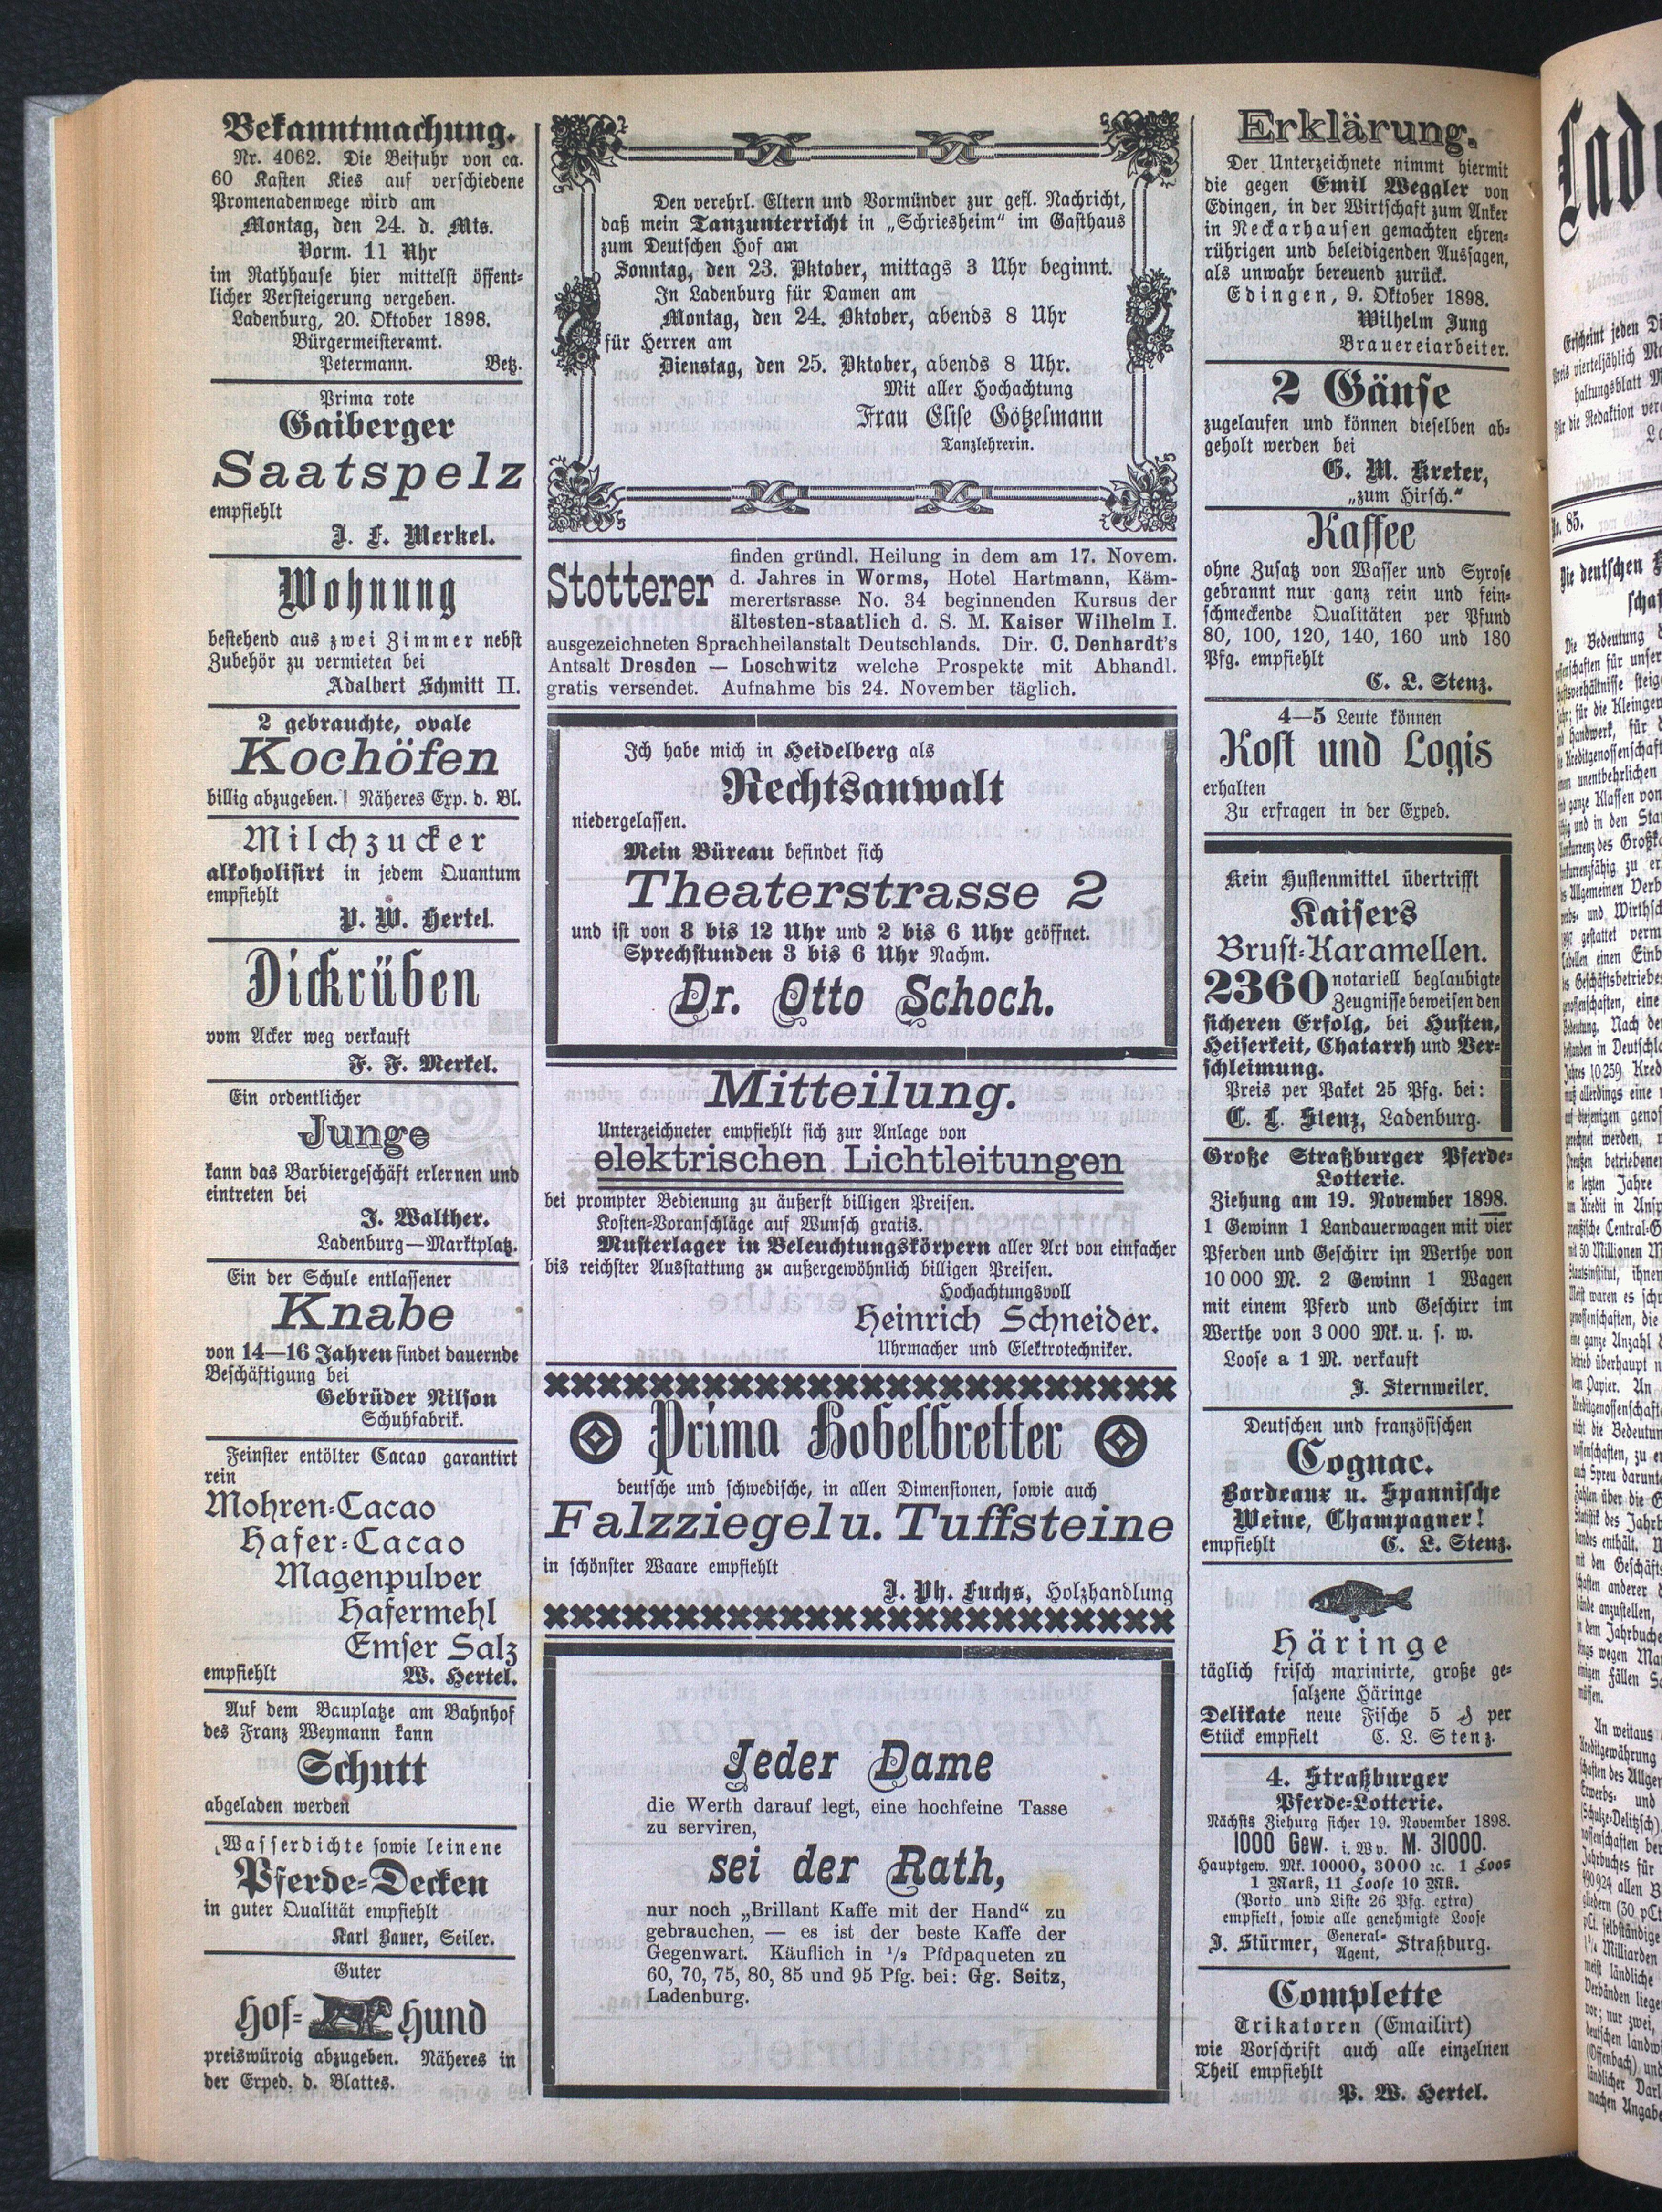 Bekanntmachung.
Nr. 4062. Die Beifuhr von ca.
60 Kasten Kies auf verschiedene
Promenadenwege wird am
Montag, den 24. d. Mts.
Vorm. 11 Uhr
im Rathhause hier mittelst öffent-
licher Versteigerung vergeben.
Ladenburg, 20. Oktober 1898.
Bürgermeisteramt.
Petermann. Betz.
Prima rote
Gaiberger
Saatspelz
empfiehlt
J. F. Merkel.
Wohnung
bestehend aus zwei Zimmer nebst
Zubehör zu vermieten bei
Adalbert Schmitt II.
2 gebrauchte, ovale
Kochöfen
billig abzugeben. Näheres Exp. d. Bl.
Milchzucker
alkoholisirt in jedem Quantum
empfiehlt
P. W. Hertel.
Dickrüben
vom Acker weg verkauft
F. F. Merkel.
Ein ordentlicher
Junge
kann das Barbiergeschäft erlernen und
eintreten bei
J. Walther.
Ladenburg—Marktplatz.
Ein der Schule entlassener
Knabe
von 14—16 Jahren findet dauernde
Beschäftigung bei
Gebrüder Nilson
Schuhfabrik.
Feinster entölter Cacao garantirt
rein
Mohren-Cacao
Hafer-Cacao
Magenpulver
Hafermehl
Emser Salz
empfiehlt W. Hertel.
Auf dem Bauplatze am Bahnhof
des Franz Weymann kann
Schutt
abgeladen werden
Wasserdichte sowie leinene
Pferde-Decken
in guter Qualität empfiehlt
Karl Bauer, Seiler.
Guter
Hof-Hund
preiswüroig abzugeben. Näheres in
der Exped. d. Blattes.
Den verehrl. Eltern und Vormünder zur gefl. Nachricht,
daß mein Tanzunterricht in „Schriesheim“ im Gasthaus
zum Deutschen Hof am
Sonntag, den 23. Oktober, mittags 3 Uhr beginnt.
In Ladenburg für Damen am
Montag, den 24. Oktober, abends 8 Uhr
für Herren am
Dienstag, den 25. Oktober, abends 8 Uhr.
Mit aller Hochachtung
Frau Elise Götzelmann
Tanzlehrerin.
Stotterer finden gründl. Heilung in dem am 17. Novem.
d. Jahres in Worms, Hotel Hartmann, Käm-
merertsrasse No. 34 beginnenden Kursus der
ältesten-staatlich d. S. M. Kaiser Wilhelm I.
ausgezeichneten Sprachheilanstalt Deutschlands. Dir. C. Denhardt's
Antsalt Dresden — Loschwitz welche Prospekte mit Abhandl.
gratis versendet. Aufnahme bis 24. November täglich.
Ich habe mich in Heidelberg als
Rechtsanwalt
niedergelassen.
Mein Büreau befindet sich
Theaterstrasse 2
und ist von 8 bis 12 Uhr und 2 bis 6 Uhr geöffnet.
Sprechstunden 3 bis 6 Uhr Nachm.
Dr. Otto Schoch.
Mitteilung.
Unterzeichneter empfiehlt sich zur Anlage von
elektrischen Lichtleitungen
bei prompter Bedienung zu äußerst billigen Preisen.
Kosten-Voranschläge auf Wunsch gratis.
Musterlager in Beleuchtungskörpern aller Art von einfacher
bis reichster Ausstattung zu außergewöhnlich billigen Preisen.
Hochachtungsvoll
Heinrich Schneider.
Uhrmacher und Elektrotechniker.
Prima Hobelbretter
deutsche und schwedische, in allen Dimensionen, sowie auch
Falzziegel u. Tuffsteine
in schönster Waare empfiehlt
J. Ph. Fuchs, Holzhandlung
Jeder Dame
die Werth darauf legt, eine hochfeine Tasse
zu serviren,
sei der Rath,
nur noch „Brillant Kaffe mit der Hand“ zu
gebrauchen, — es ist der beste Kaffe der
Gegenwart. Käuflich in 1/2 Pfdpaqueten zu
60, 70, 75, 80, 85 und 95 Pfg. bei: Gg. Seitz,
Ladenburg.
Erklärung.
Der Unterzeichnete nimmt hiermit
die gegen Emil Weggler von
Edingen, in der Wirtschaft zum Anker
in Neckarhausen gemachten ehren-
rührigen und beleidigenden Aussagen,
als unwahr bereuend zurück.
Edingen, 9. Oktober 1898.
Wilhelm Jung
Brauereiarbeiter.
2 Gänse
zugelaufen und können dieselben ab-
geholt werden bei
G. M. Kreter,
„zum Hirsch.“
Kaffee
ohne Zusatz von Wasser und Syrose
gebrannt nur ganz rein und fein-
schmeckende Qualitäten per Pfund
80, 100, 120, 140, 160 und 180
Pfg. empfiehlt
C. L. Stenz.
4—5 Leute können
Kost und Logis
erhalten
Zu erfragen in der Exped.
Kein Hustenmittel übertrifft
Kaisers
Brust-Karamellen.
2360 notariell beglaubigte
Zeugnisse beweisen den
sicheren Erfolg, bei Husten,
Heiserkeit, Chatarrh und Ver-
schleimung.
Preis per Paket 25 Pfg. bei:
C. L. Stenz, Ladenburg.
Große Straßburger Pferde-
Lotterie.
Ziehung am 19. November 1898.
1 Gewinn 1 Landauerwagen mit vier
Pferden und Geschirr im Werthe von
10 000 M. 2 Gewinn 1 Wagen
mit einem Pferd und Geschirr im
Werthe von 3 000 Mk. u. s. w.
Loose a 1 M. verkauft
J. Sternweiler.
Deutschen und französischen
Cognac.
Bordeaux u. Spannische
Weine, Champagner!
empfiehlt C. L. Stenz.
Häringe
täglich frisch marinirte, große ge-
salzene Häringe
Delikate neue Fische 5 ₰ per
Stück empfielt C. L. Stenz.
4. Straßburger
Pferde-Lotterie.
Nächsts Ziehurg sicher 19. November 1898.
1000 Gew. i. W v. M. 31000.
Hauptgew. Mk. 10000, 3000 ꝛc. 1 Loos
1 Mark, 11 Loose 10 Mk.
(Porto und Liste 26 Pfg. extra)
empfielt, sowie alle genehmigte Loose
J. Stürmer, General-Agent, Straßburg.
Complette
Trikatoren (Emailirt)
wie Vorschrift auch alle einzelnen
Theil empfiehlt
P. W. Hertel.
No. 85.